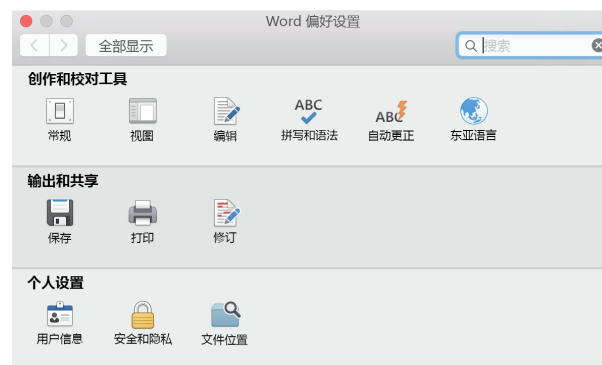 Word 偏好设置
全部显示
搜索
创作和校对工具
ABC
ABC
常规
视图
编辑
拼写和语法
自动更正
东亚语言
输出和共享
保存
打印
修订
个人设置
用户信息
安全和隐私
文件位置